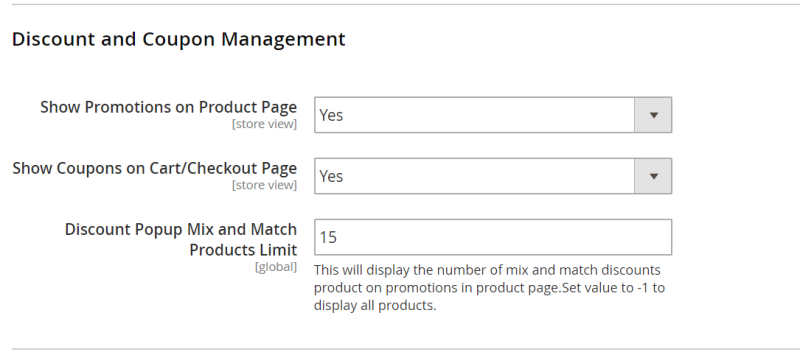 Discount and Coupon Management
Show Promotions on Product Page
[store view]
Yes
Show Coupons on Cart/Checkout Page
[store view]
Yes
Discount Popup Mix and Match
Products Limit
[global]
15
This will display the number of mix and match discounts
product on promotions in product page.Set value to -1 to
display all products.